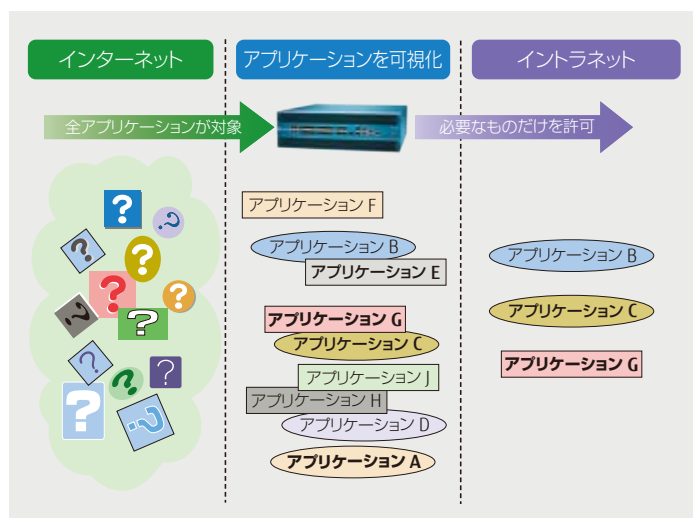 インターネット
アプリケーションを可視化
イントラネット
全アプリケーションが対象
必要なものだけを許可
?
?
?
?
?
?
?
?
?
?
?
?
?
アプリケーション F
アプリケーション B
アプリケーション E
アプリケーション G
アプリケーション C
アプリケーション J
アプリケーション H
アプリケーション D
アプリケーション A
アプリケーション B
アプリケーション C
アプリケーション G